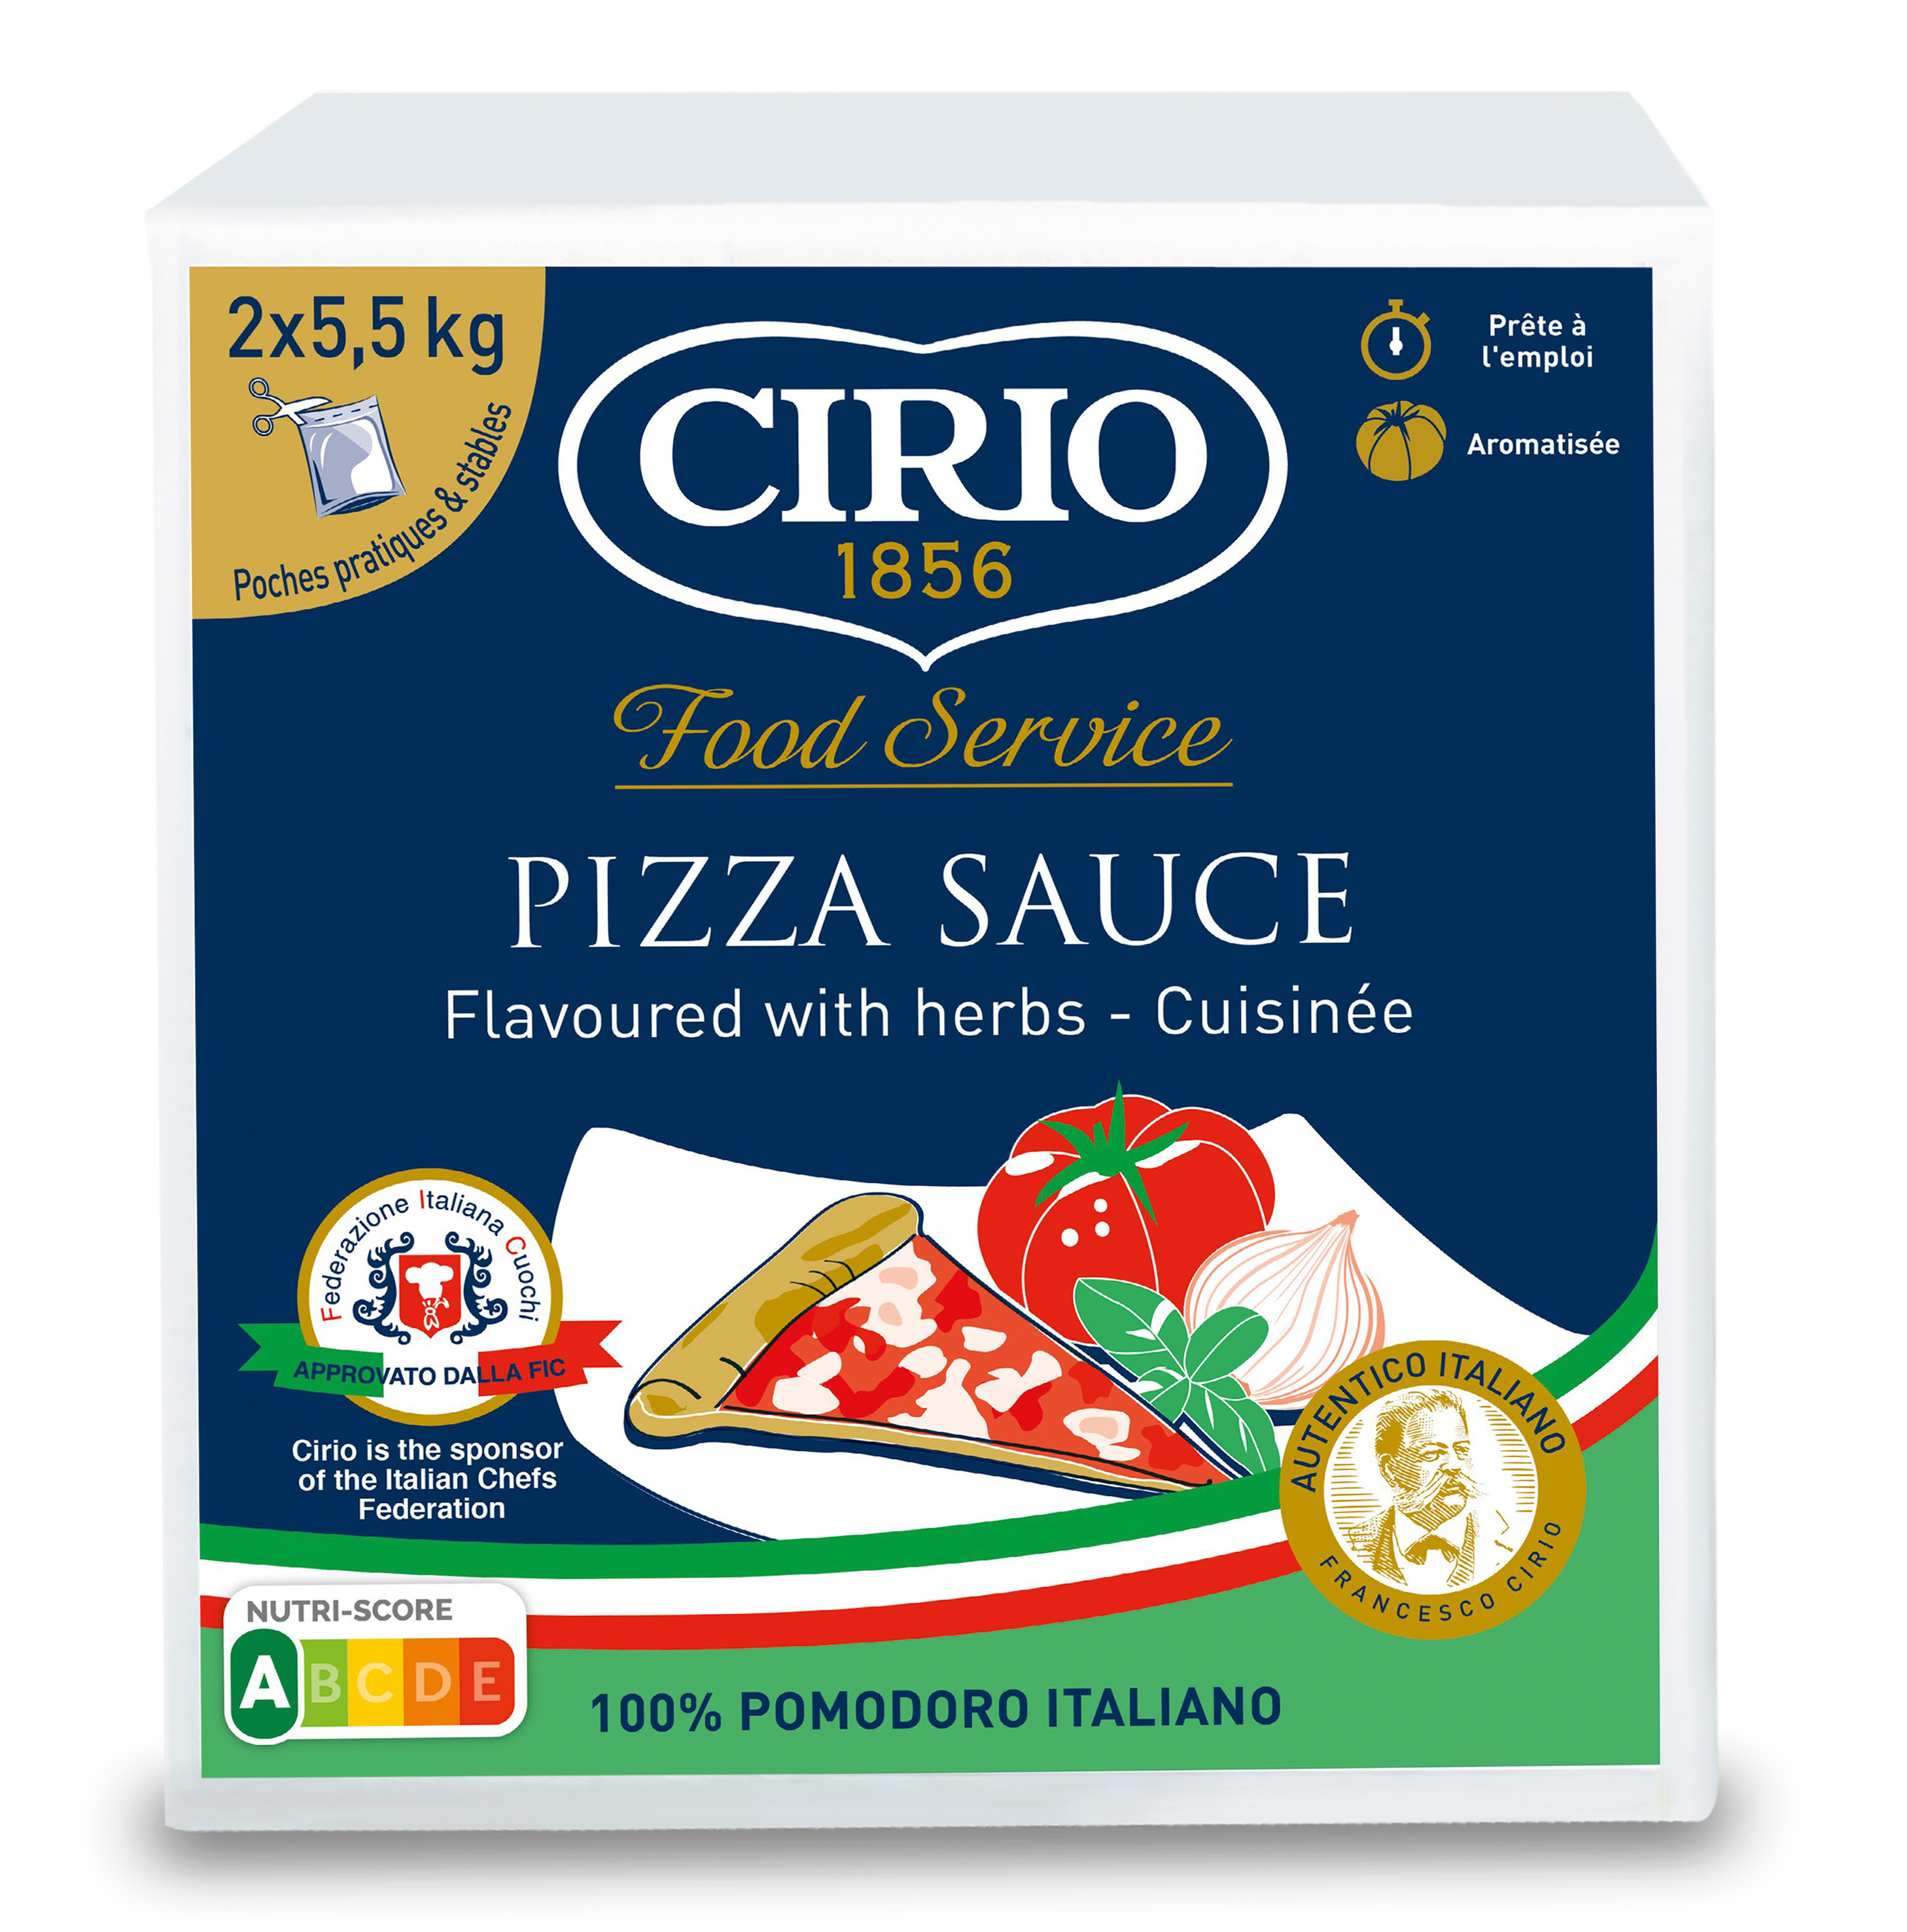 2x5,5 kg
Poches pratiques & stables
CIRIO
1856
Prête à
l'emploi
Aromatisée
Food Service
PIZZA SAUCE
Flavoured with herbs - Cuisinée
Federazione Italiana Cuochi
APPROVATO DALLA FIC
Cirio is the sponsor
of the Italian Chefs
Federation
AUTENTICO ITALIANO
FRANCESCO CIRIO
NUTRI-SCORE
A B C D E
100% POMODORO ITALIANO